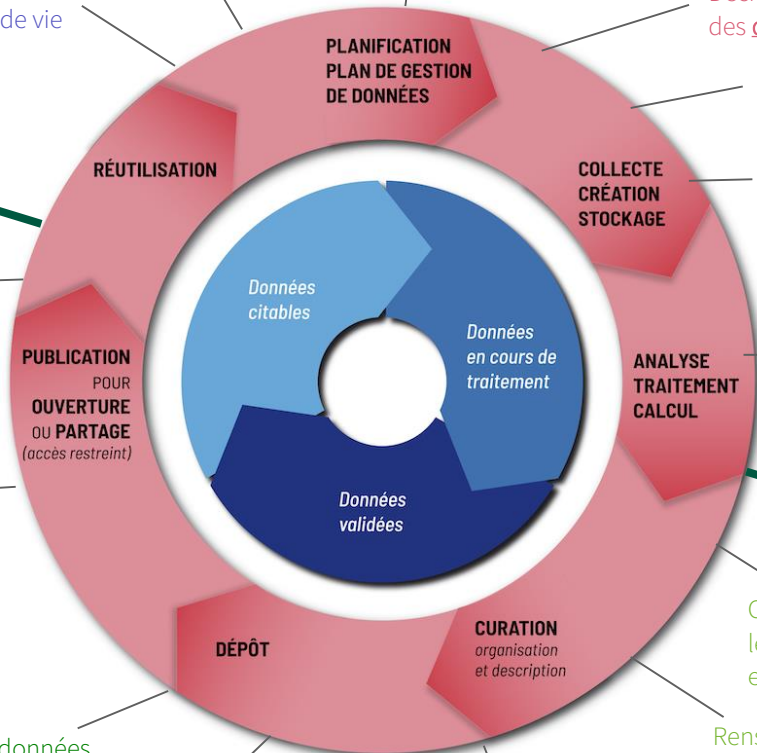 de vie
des
PLANIFICATION
PLAN DE GESTION
DE DONNÉES
COLLECTE
CRÉATION
STOCKAGE
ANALYSE
TRAITEMENT
CALCUL
CURATION
organisation
et description
DÉPÔT
PUBLICATION
POUR
OUVERTURE
OU PARTAGE
(accès restreint)
RÉUTILISATION
Données
citables
Données
en cours de
traitement
Données
validées
données